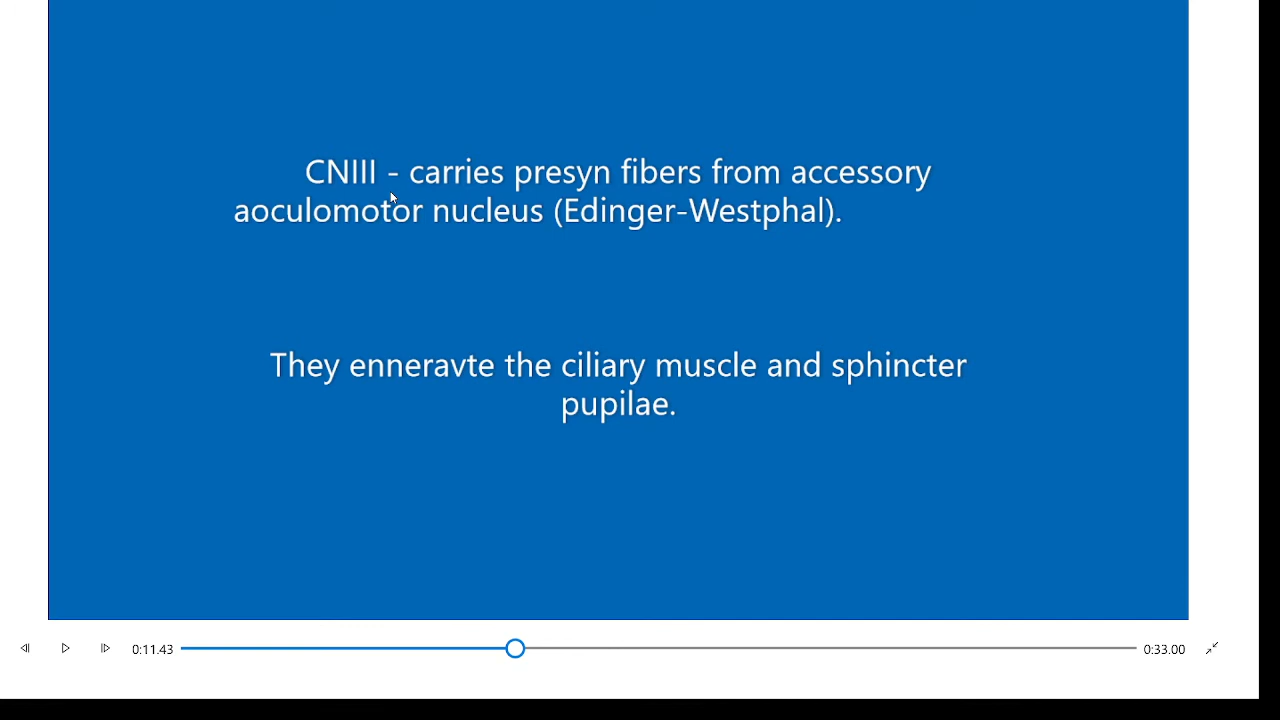 CNIII - carries presyn fibers from accessory
aoculomotor nucleus (Edinger-Westphal).
They enneravte the ciliary muscle and sphincter
pupilae.
0:11.43
0:33.00